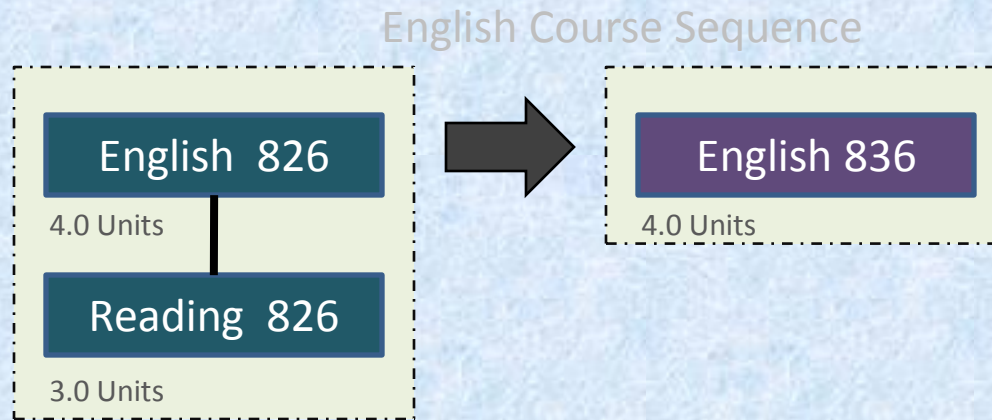 English Course Sequence
English 826
4.0 Units
Reading 826
3.0 Units
English 836
4.0 Units